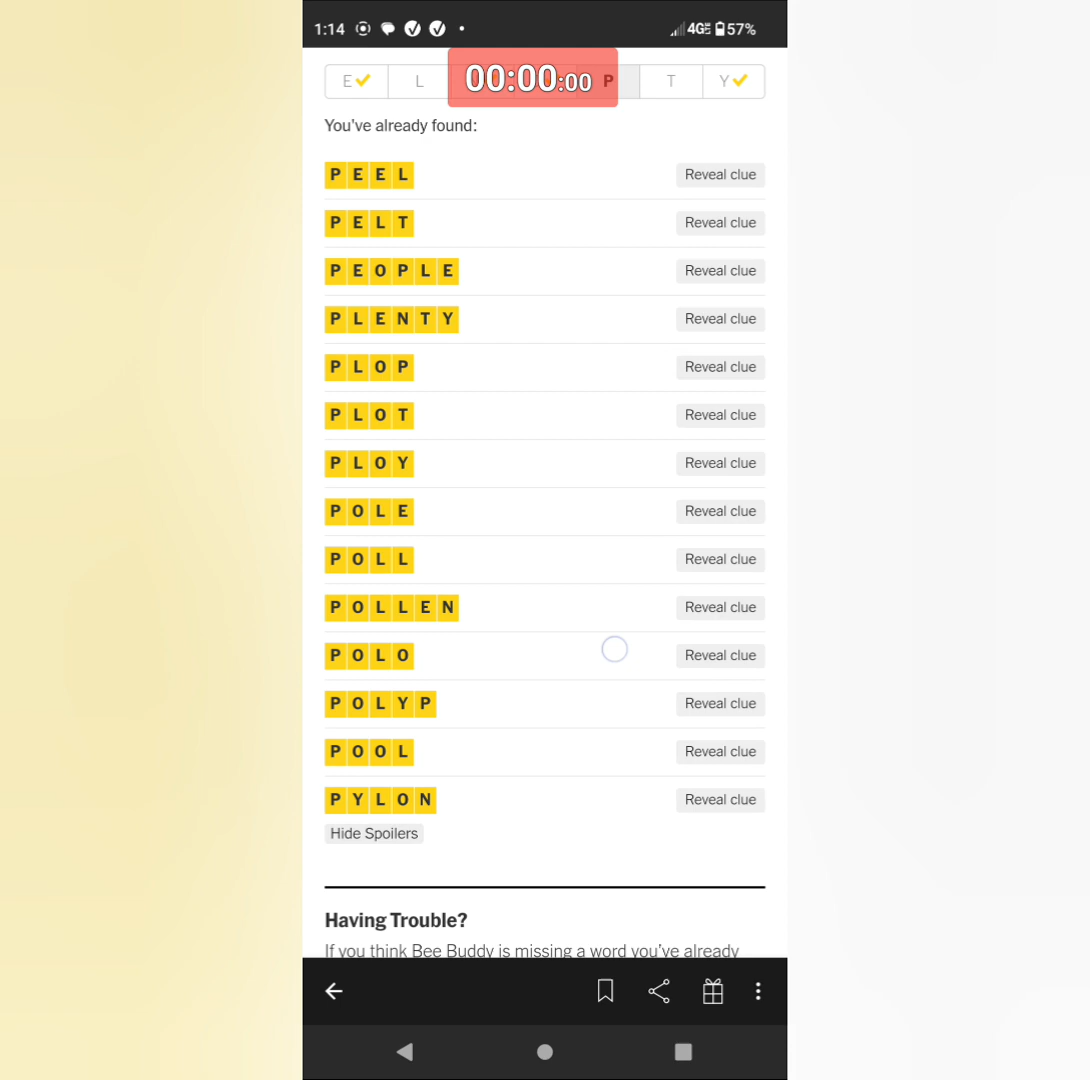 1:14 4GE 57%
E L 00:00:00 P T Y
You've already found:
PEEL Reveal clue
PELT Reveal clue
PEOPLE Reveal clue
PLENTY Reveal clue
PLOP Reveal clue
PLOT Reveal clue
PLOY Reveal clue
POLE Reveal clue
POLL Reveal clue
POLLEN Reveal clue
POLO Reveal clue
POLYP Reveal clue
POOL Reveal clue
PYLON Reveal clue
Hide Spoilers
Having Trouble?
If you think Bee Buddy is missing a word you've already